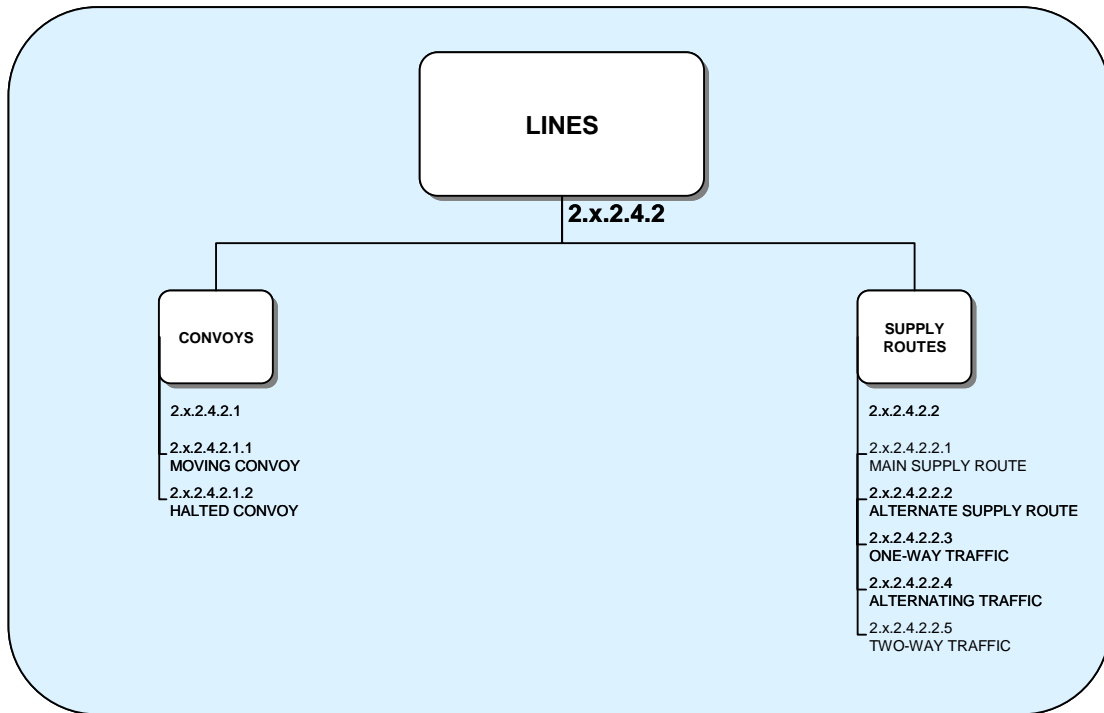 LINES
2.x.2.4.2
CONVOYS
2.x.2.4.2.1
2.x.2.4.2.1.1
MOVING CONVOY
2.x.2.4.2.1.2
HALTED CONVOY
SUPPLY
ROUTES
2.x.2.4.2.2
2.x.2.4.2.2.1
MAIN SUPPLY ROUTE
2.x.2.4.2.2.2
ALTERNATE SUPPLY ROUTE
2.x.2.4.2.2.3
ONE-WAY TRAFFIC
2.x.2.4.2.2.4
ALTERNATING TRAFFIC
2.x.2.4.2.2.5
TWO-WAY TRAFFIC